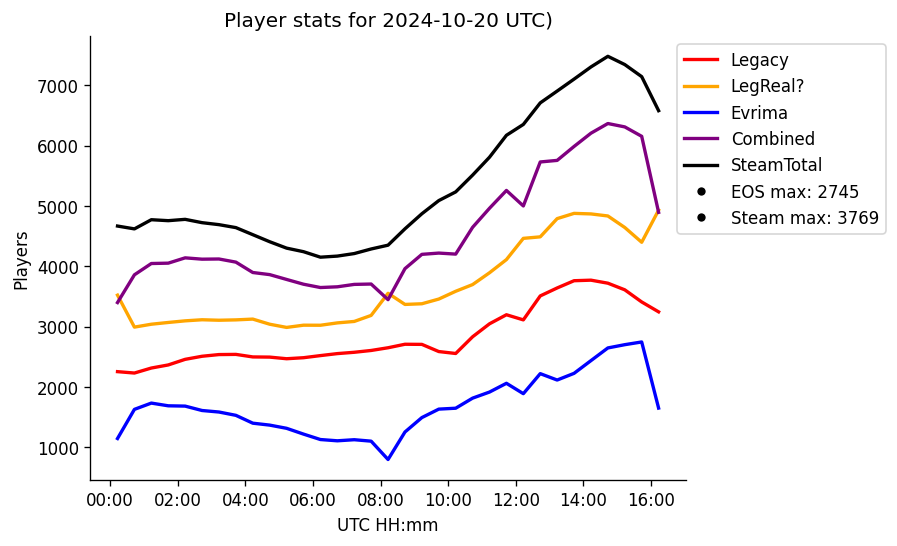 Player stats for 2024-10-20 UTC)
Legacy
LegReal?
Evrima
Combined
SteamTotal
EOS max: 2745
Steam max: 3769
Players
7000
6000
5000
4000
3000
2000
1000
00:00 02:00 04:00 06:00 08:00 10:00 12:00 14:00 16:00
UTC HH:mm